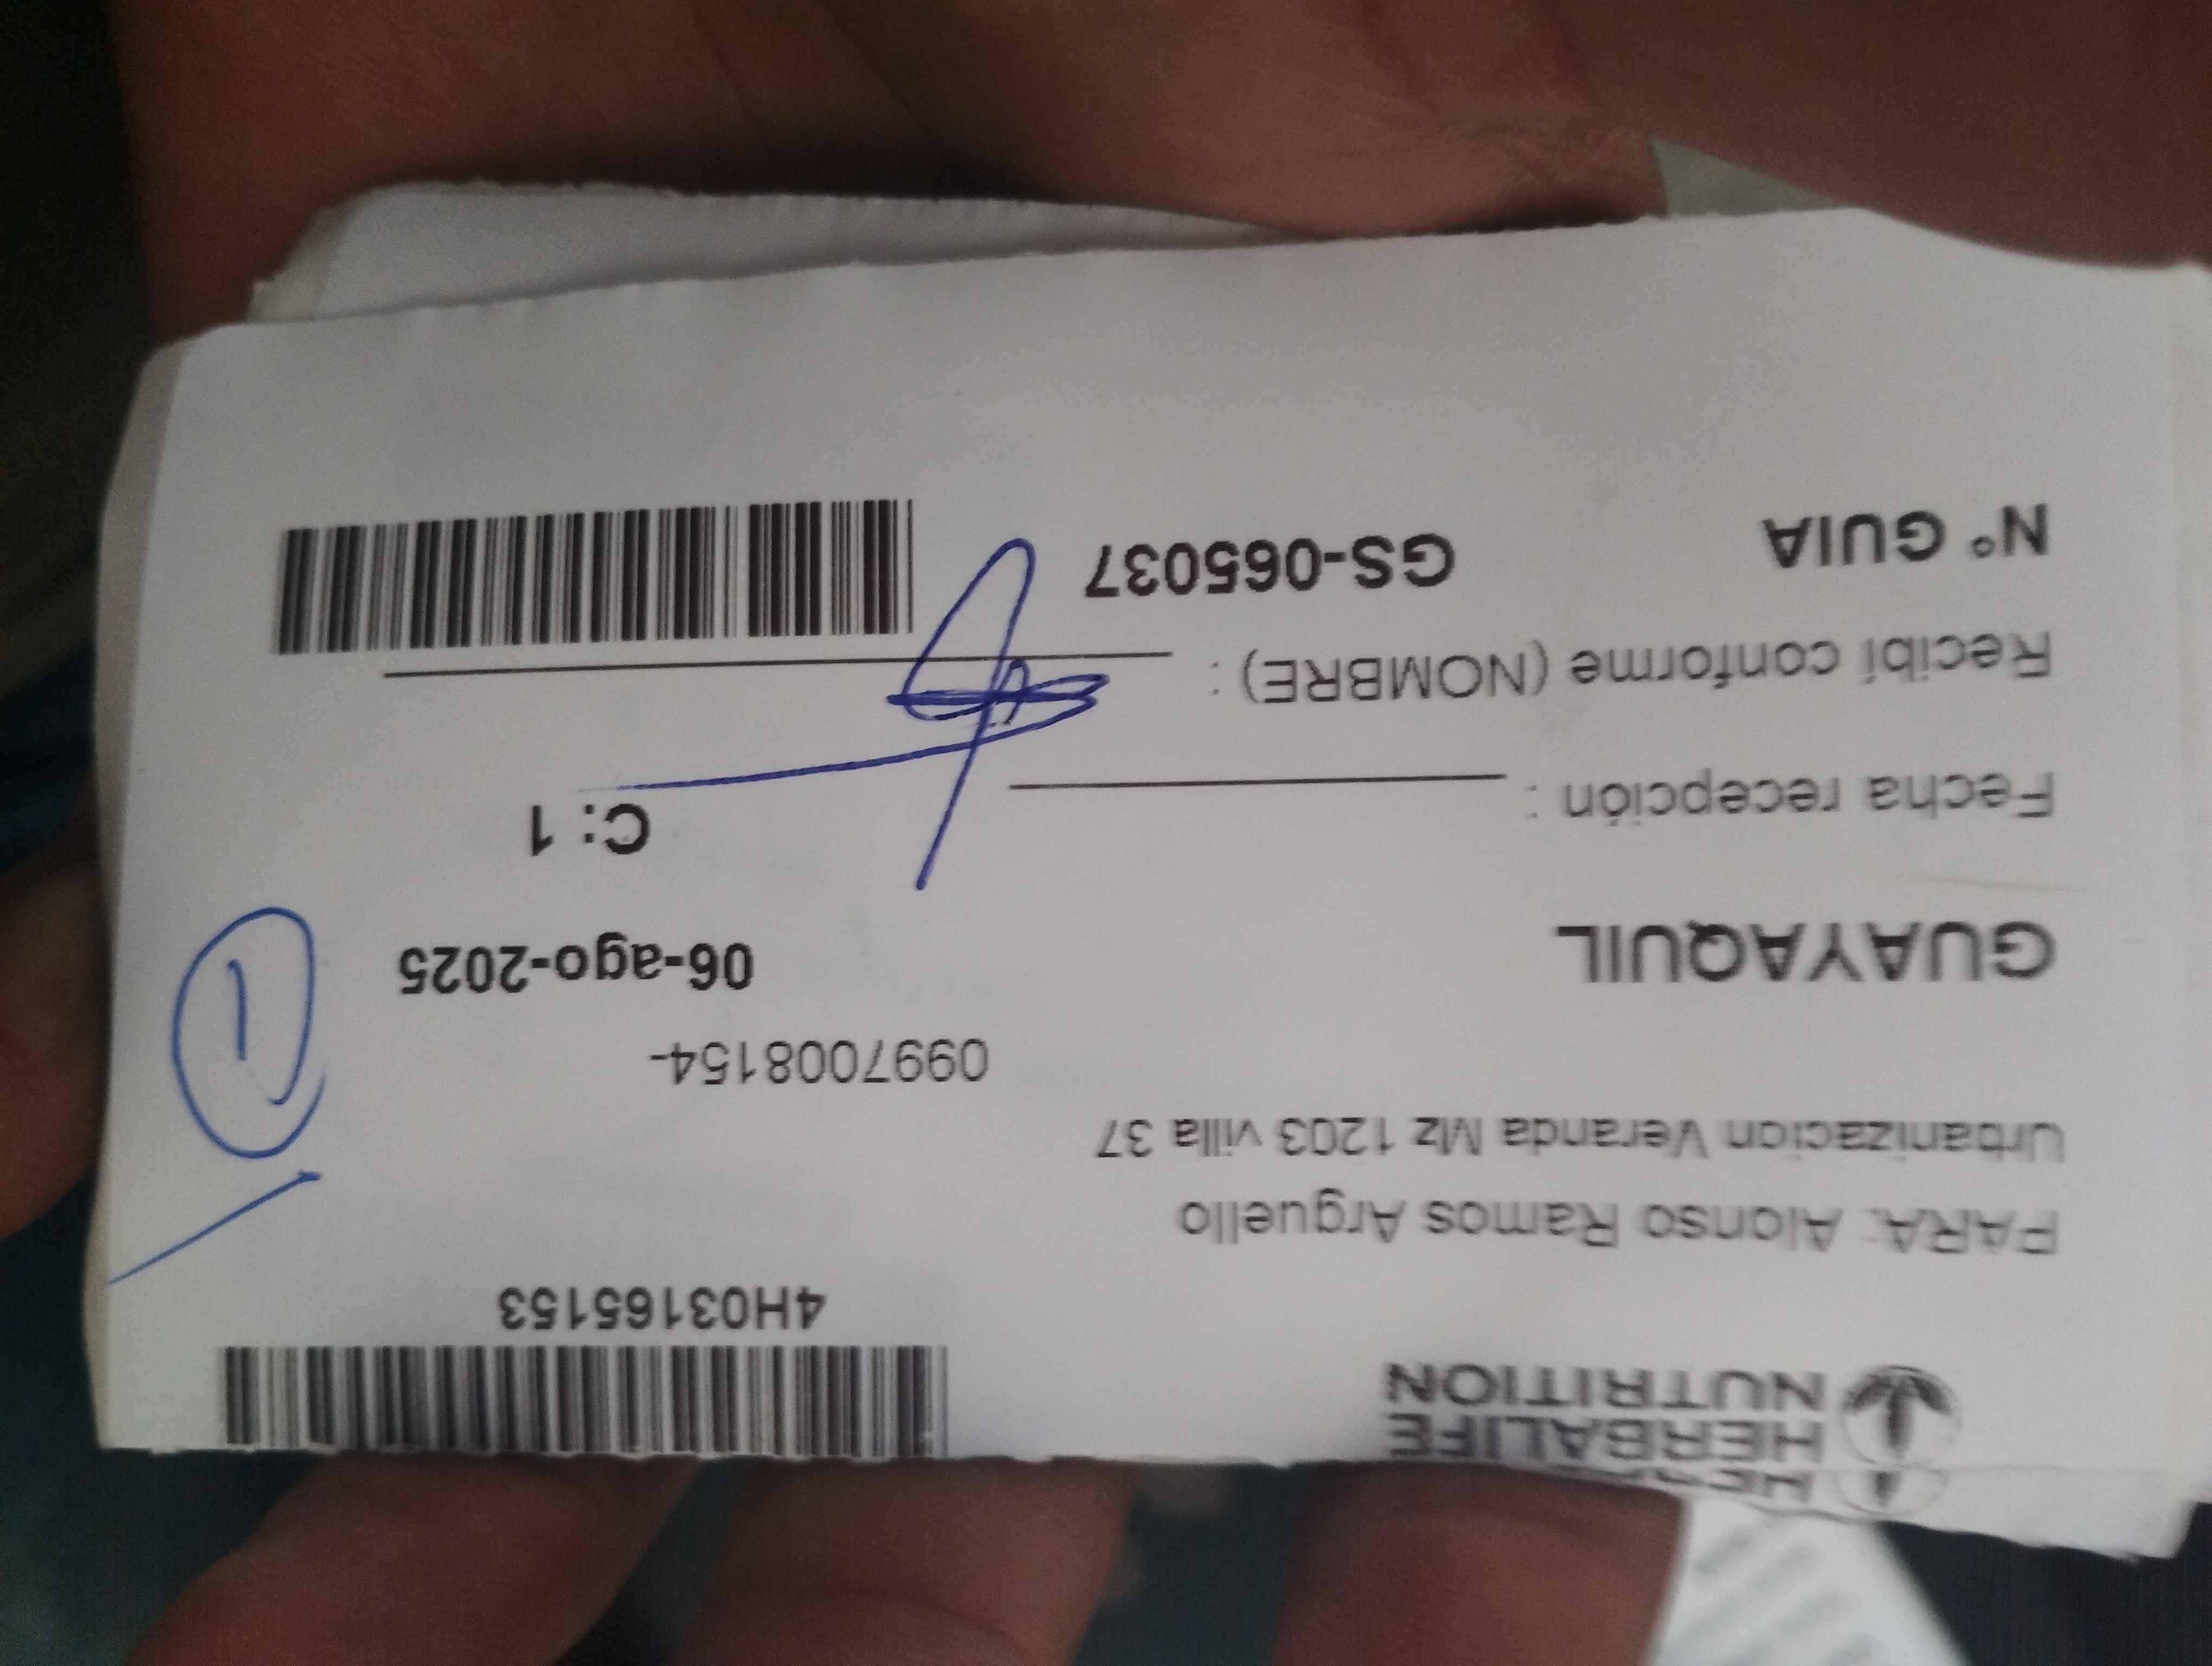 HERBALIFE
NUTRITION
4H03165153
PARA: Alonso Ramos Arguello
Urbanizacion Veranda Mz 1203 villa 37
0997008154-
GUAYAQUIL 06-ago-2025
1
Fecha recepción : C: 1
Recibí conforme (NOMBRE) :
N° GUIA GS-065037